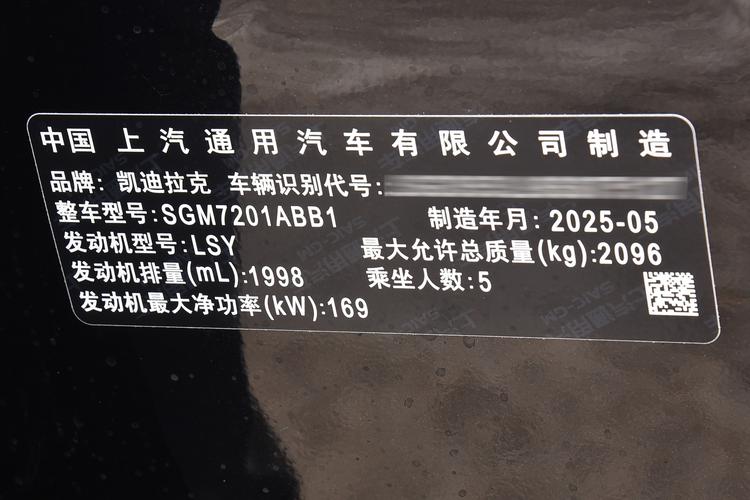 中国 上汽通用汽车有限公司制造
品牌: 凯迪拉克 车辆识别代号:
整车型号:SGM7201ABB1 制造年月: 2025-05
发动机型号:LSY 最大允许总质量(kg):2096
发动机排量(mL):1998 乘坐人数:5
发动机最大净功率(kW):169